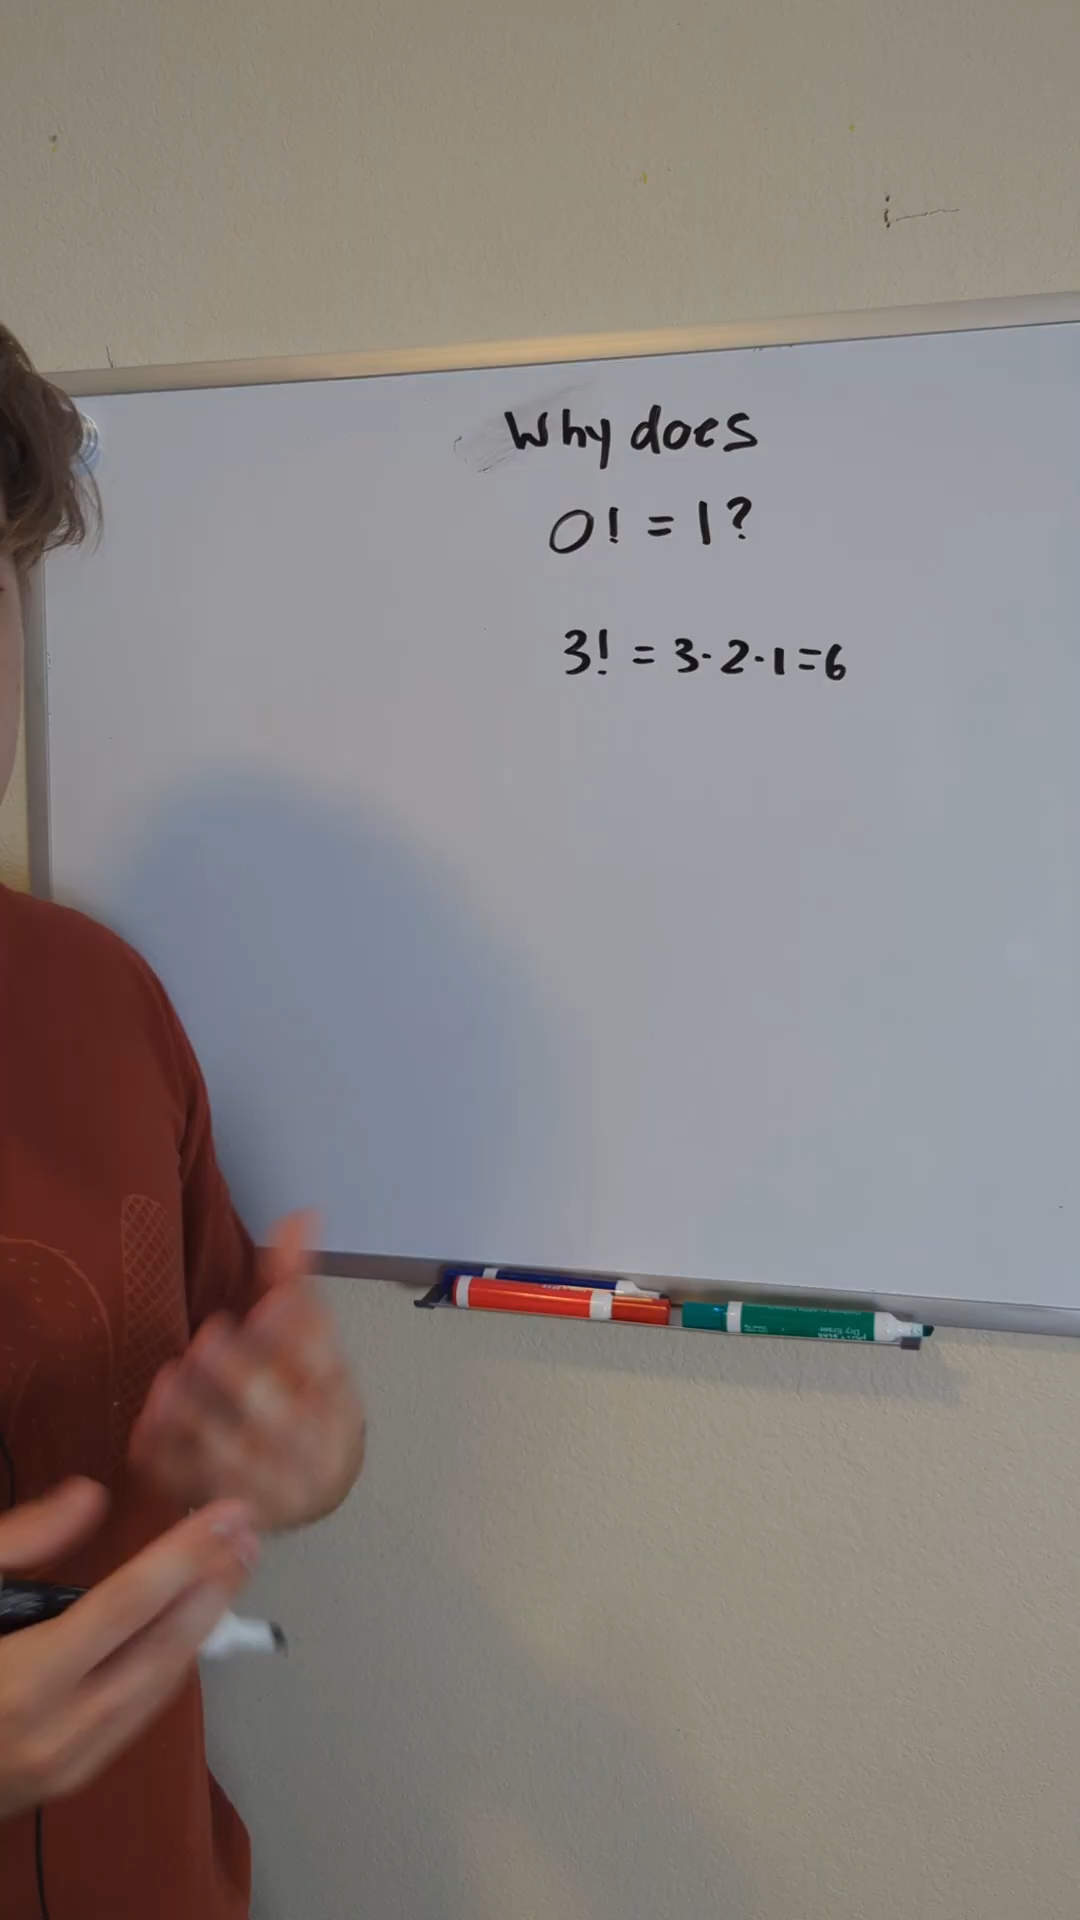 Why does
0! = 1?
3! = 3·2·1=6